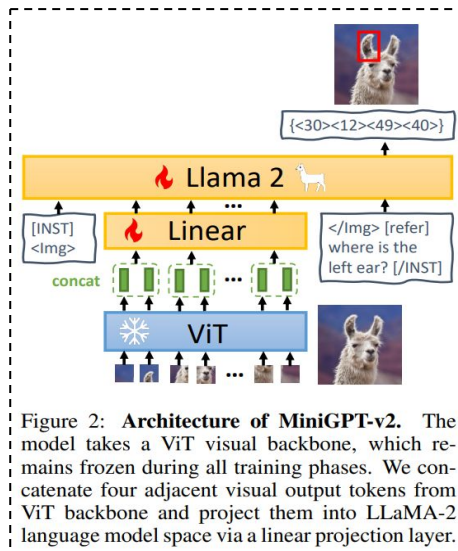 {<30><12><49><40>}
Llama 2
[INST]
<Img>
...
Linear
</Img> [refer]
where is the
left ear? [/INST]
concat
...
ViT
...
Figure 2: Architecture of MiniGPT-v2. The
model takes a ViT visual backbone, which re-
mains frozen during all training phases. We con-
catenate four adjacent visual output tokens from
ViT backbone and project them into LLaMA-2
language model space via a linear projection layer.